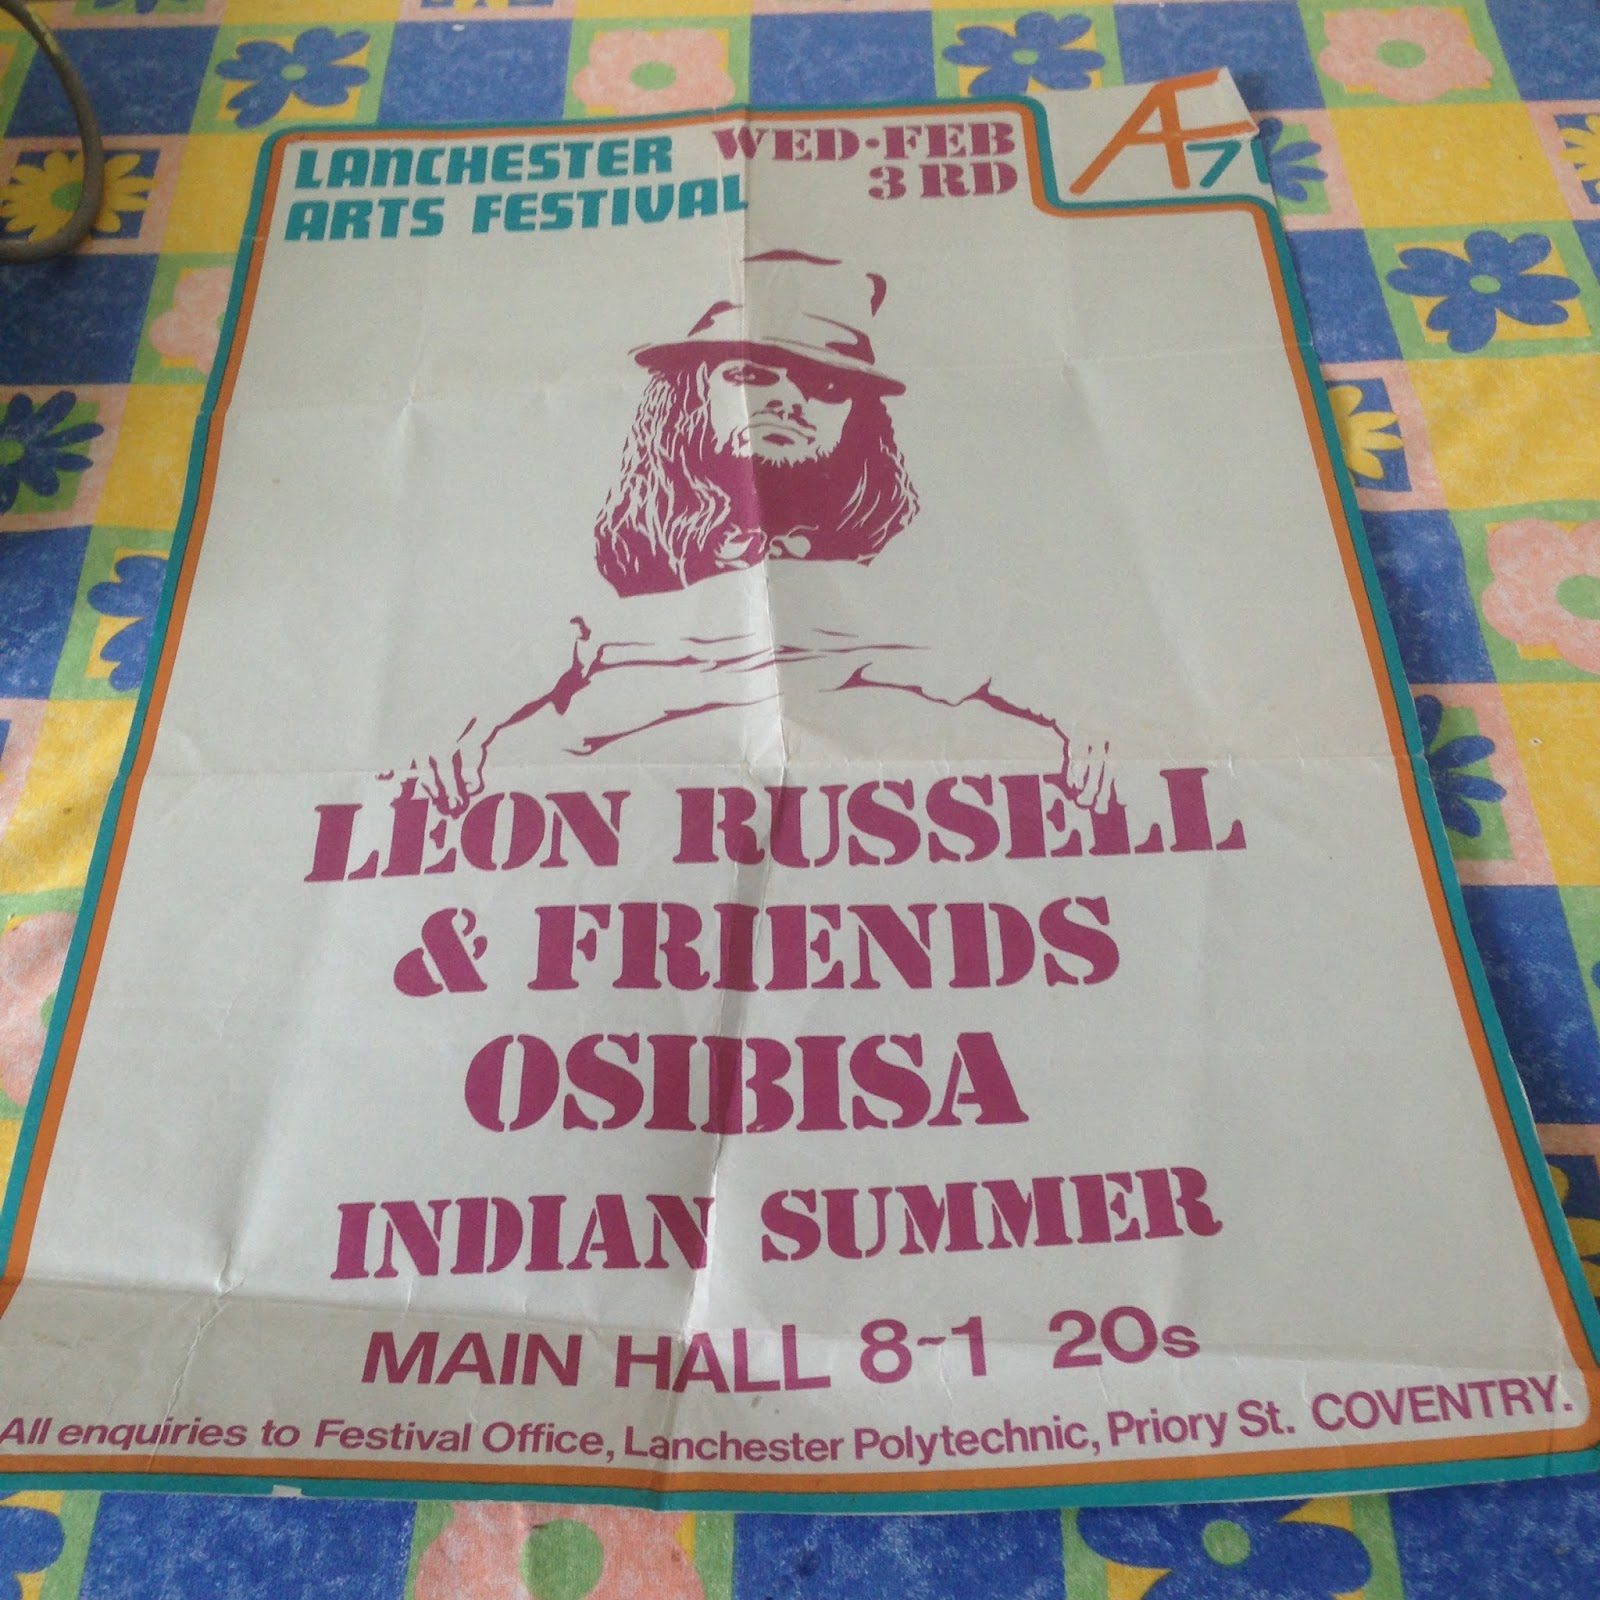 LANCHESTER
ARTS FESTIVAL
WED·FEB
3RD
AF
71
LEON RUSSELL
& FRIENDS
OSIBISA
INDIAN SUMMER
MAIN HALL 8-1 20s
All enquiries to Festival Office, Lanchester Polytechnic, Priory St. COVENTRY.